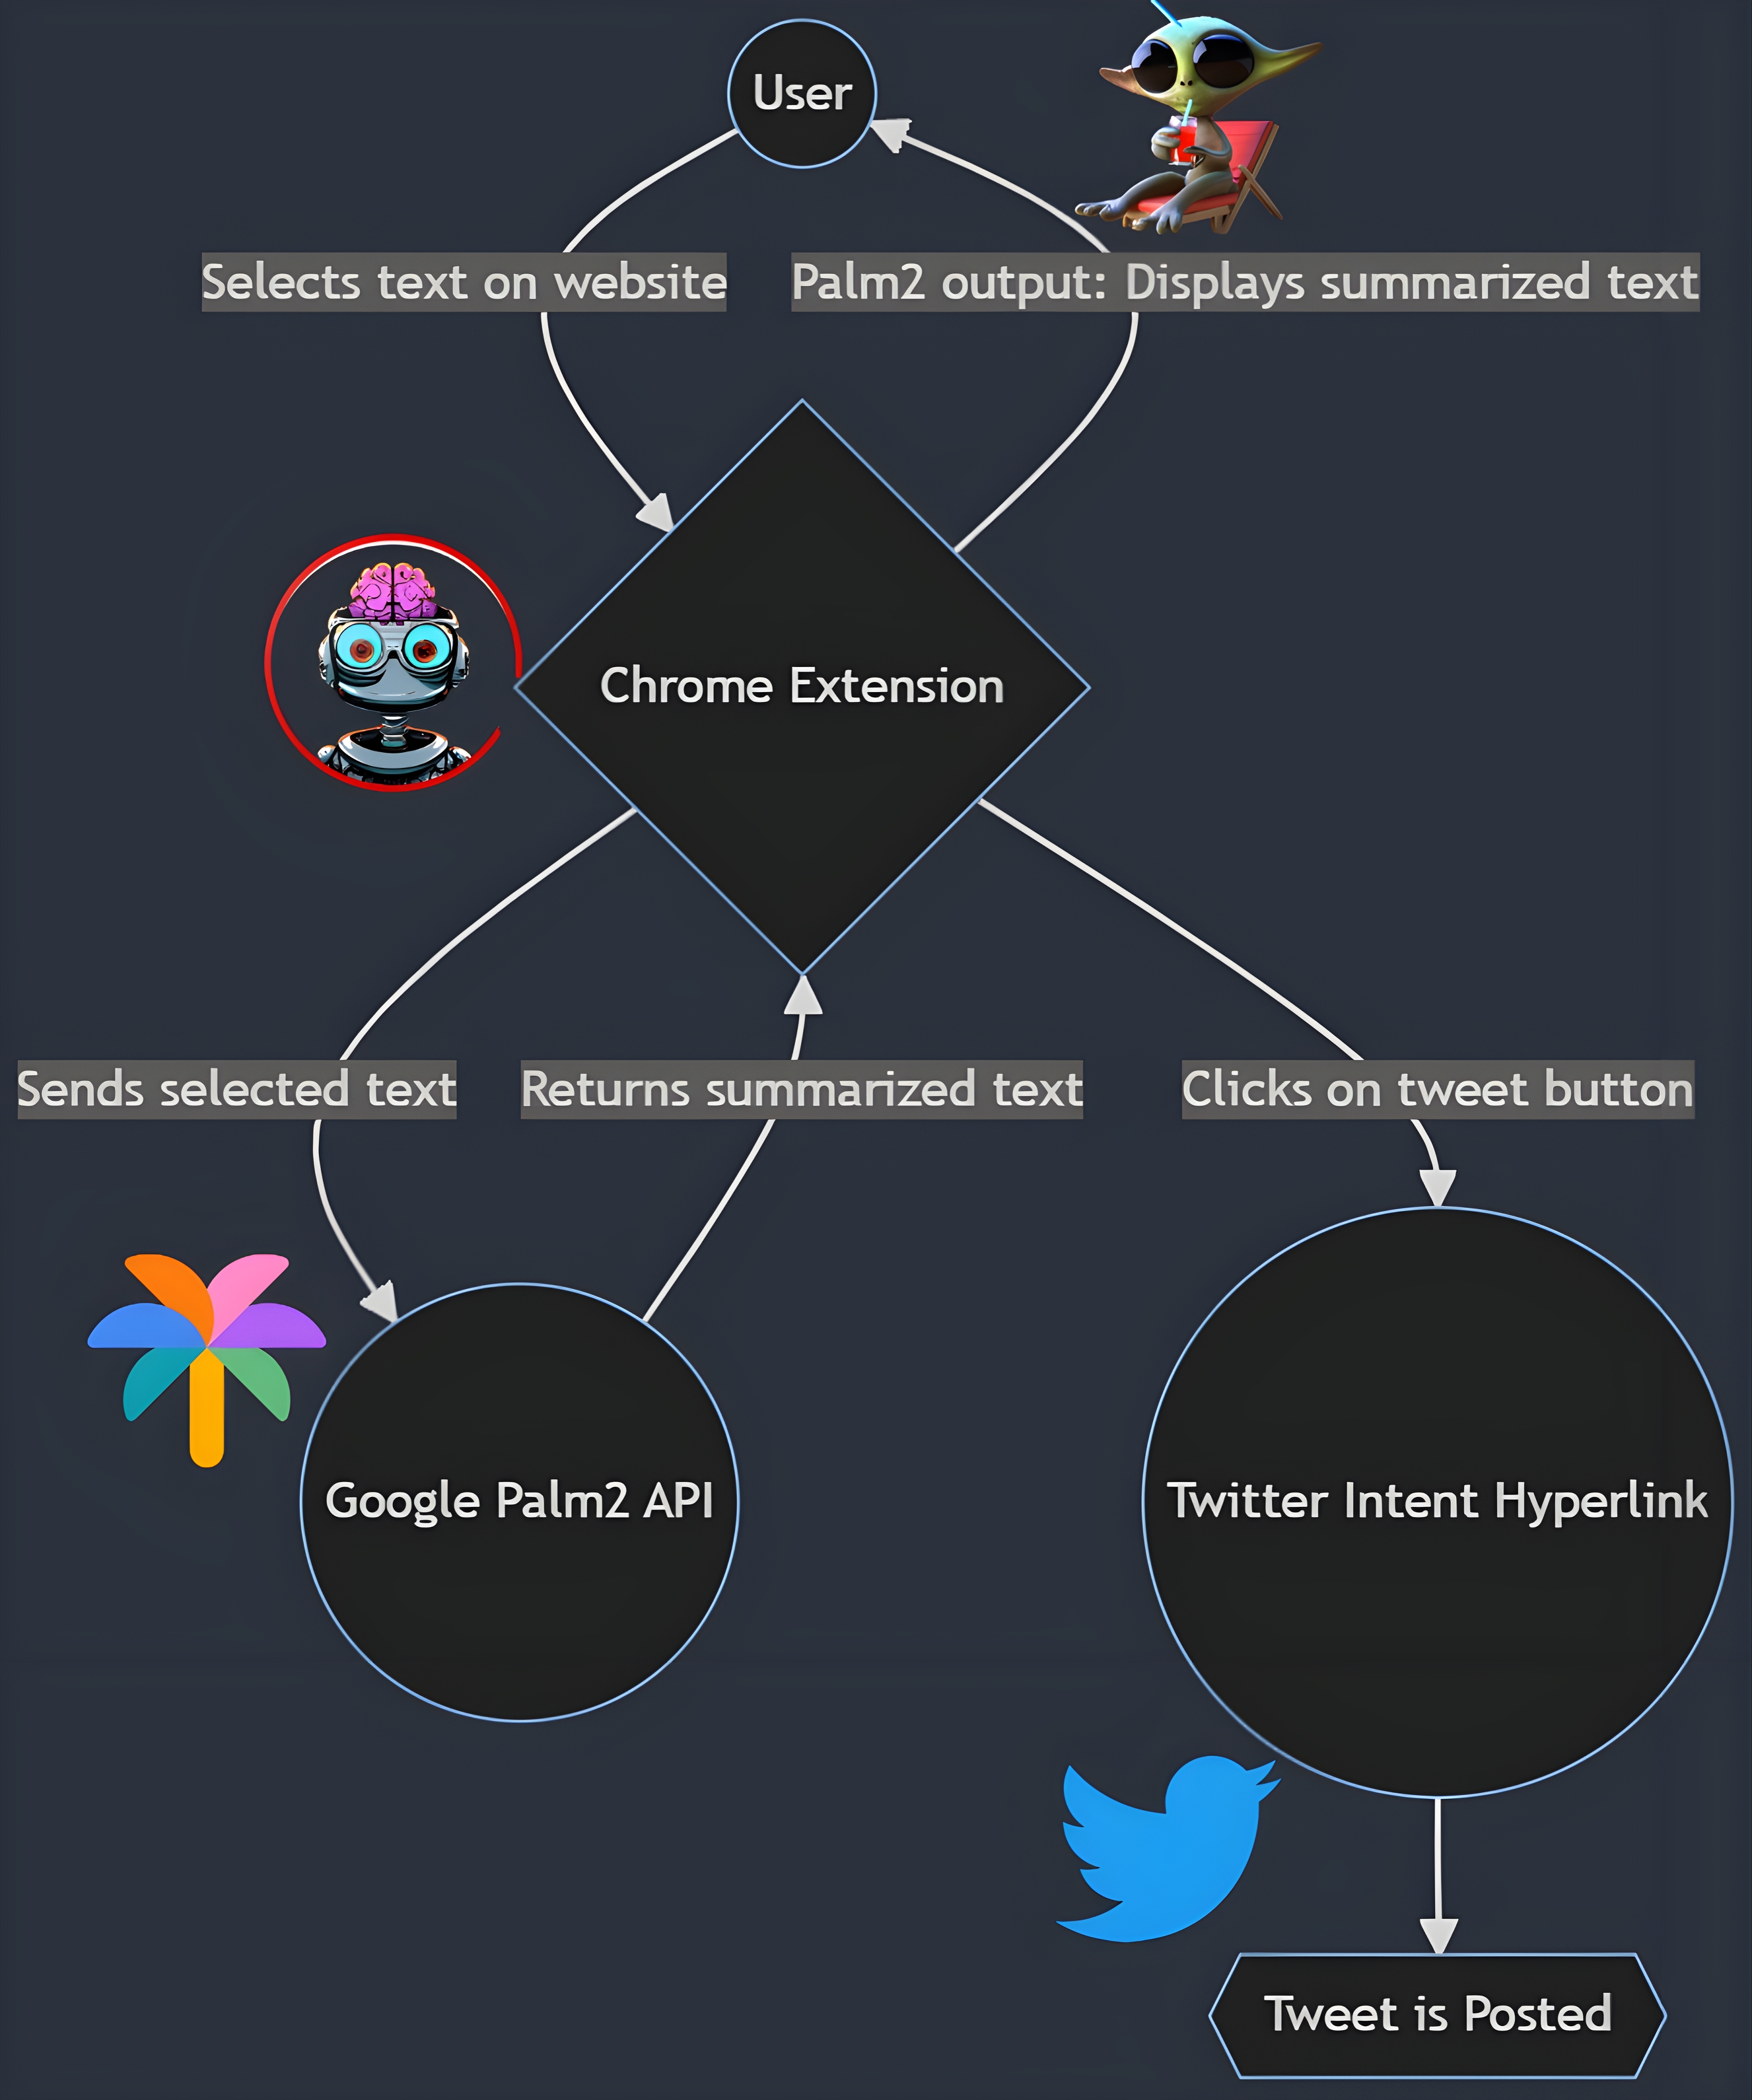 User
Selects text on website
Palm2 output: Displays summarized text
Chrome Extension
Sends selected text
Returns summarized text
Clicks on tweet button
Google Palm2 API
Twitter Intent Hyperlink
Tweet is Posted